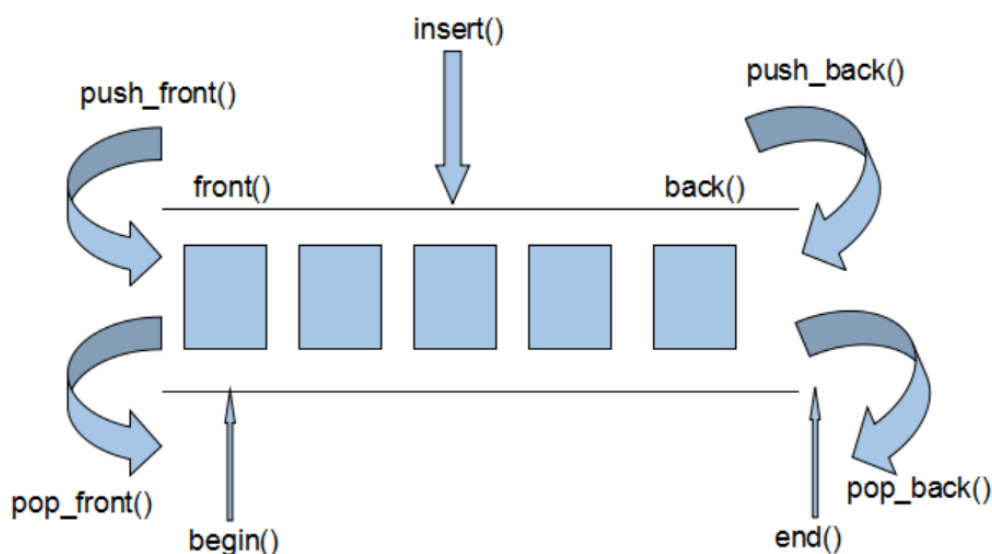 insert()
push_front()
push_back()
front()
back()
pop_front()
pop_back()
begin()
end()